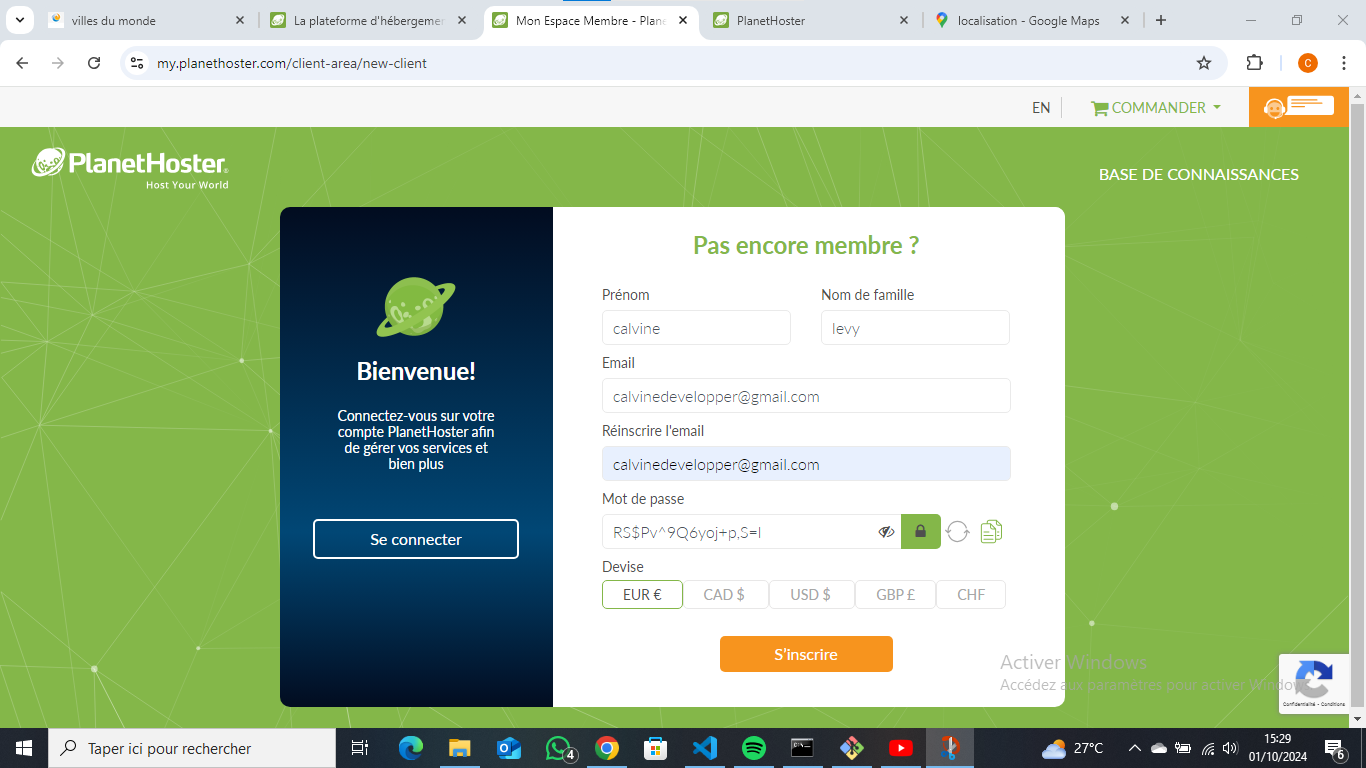 villes du monde
La plateforme d'hébergemen
Mon Espace Membre - Plane
PlanetHoster
localisation - Google Maps
my.planethoster.com/client-area/new-client
C
EN
COMMANDER
PlanetHoster
Host Your World
BASE DE CONNAISSANCES
Pas encore membre ?
Prénom
Nom de famille
calvine
levy
Email
calvinedevelopper@gmail.com
Réinscrire l'email
calvinedevelopper@gmail.com
Mot de passe
RS$Pv^9Q6yoj+p,S=l
Devise
EUR €
CAD $
USD $
GBP £
CHF
S'inscrire
Bienvenue!
Connectez-vous sur votre
compte PlanetHoster afin
de gérer vos services et
bien plus
Se connecter
Activer Windows
Accédez aux paramètres pour activer Windows
Confidentialité - Conditions
Taper ici pour rechercher
4
27°C
15:29
01/10/2024
6